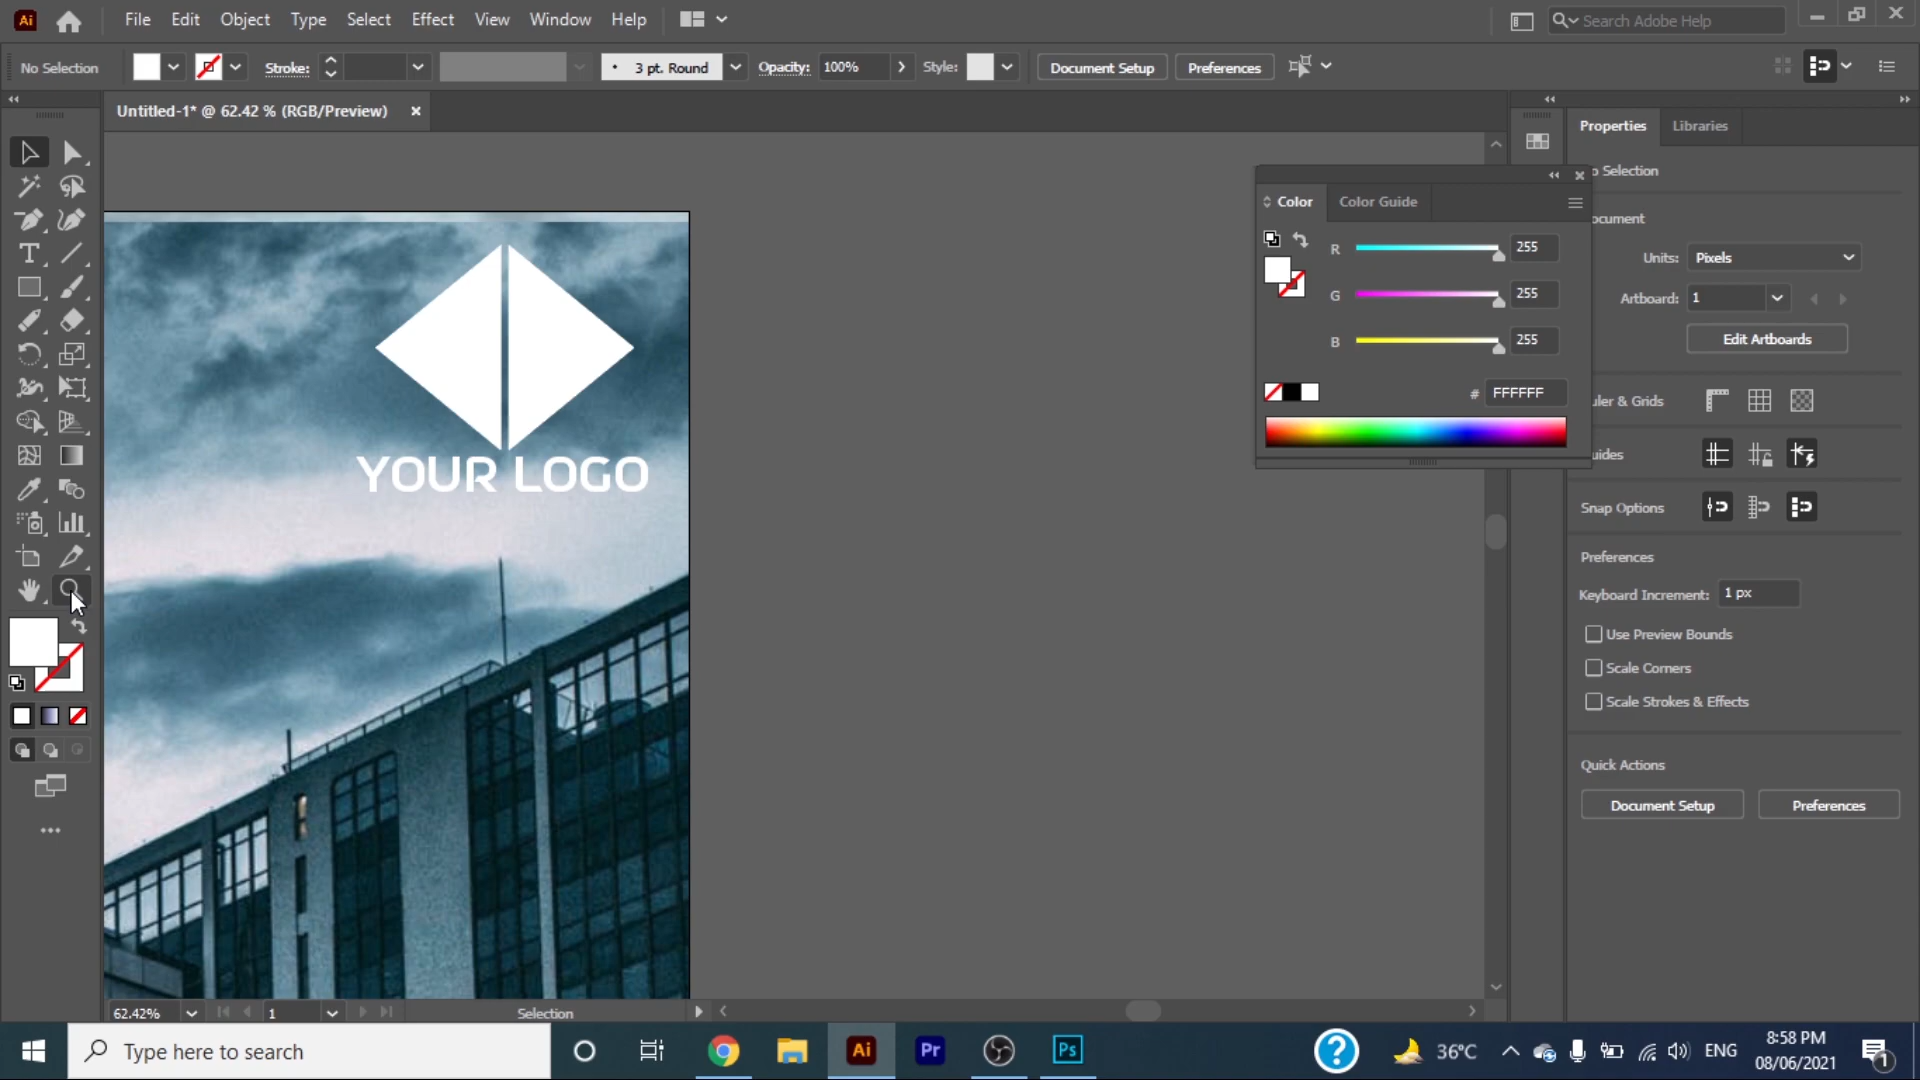 File Edit Object Type Select Effect View Window Help
Search Adobe Help
No Selection
Stroke:
3 pt. Round
Opacity: 100%
Style:
Document Setup
Preferences
Untitled-1* @ 62.42 % (RGB/Preview)
Properties Libraries
Color Color Guide
o Selection
ocument
Units: Pixels
Artboard: 1
Edit Artboards
R 255
G 255
B 255
# FFFFFF
uler & Grids
uides
Snap Options
Preferences
Keyboard Increment: 1 px
Use Preview Bounds
Scale Corners
Scale Strokes & Effects
Quick Actions
Document Setup Preferences
YOUR LOGO
62.42% 1 Selection
Type here to search
Ai
Pr
Ps
36°C
ENG
8:58 PM
08/06/2021
1